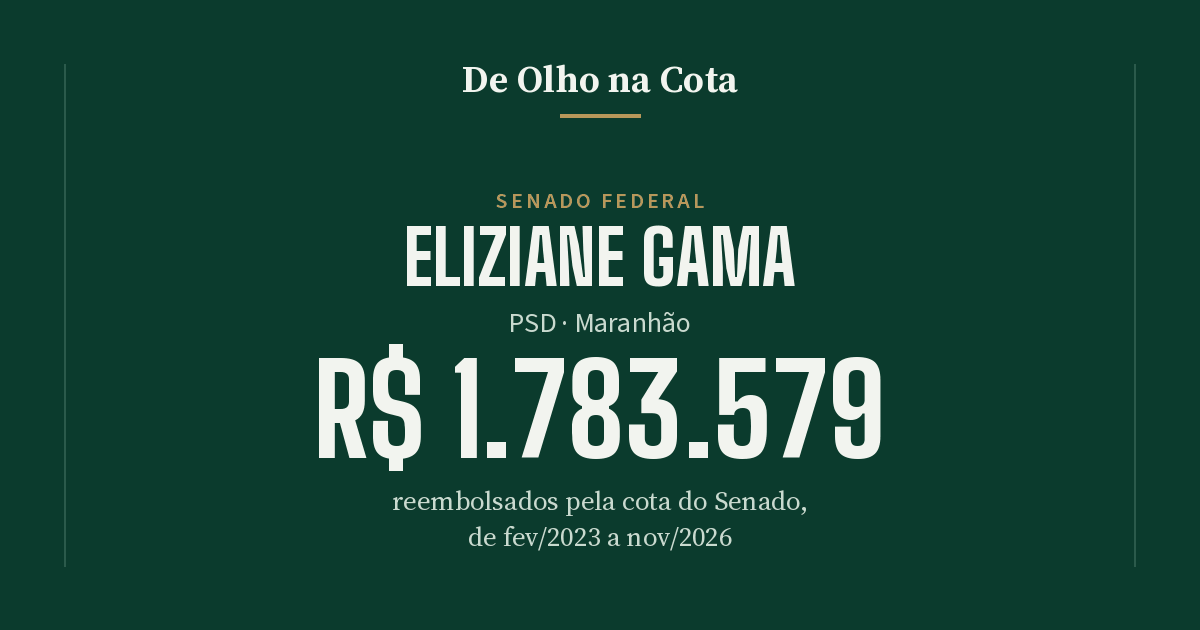 De Olho na Cota
SENADO FEDERAL
ELIZIANE GAMA
PSD · Maranhão
R$ 1.783.579
reembolsados pela cota do Senado,
de fev/2023 a nov/2026